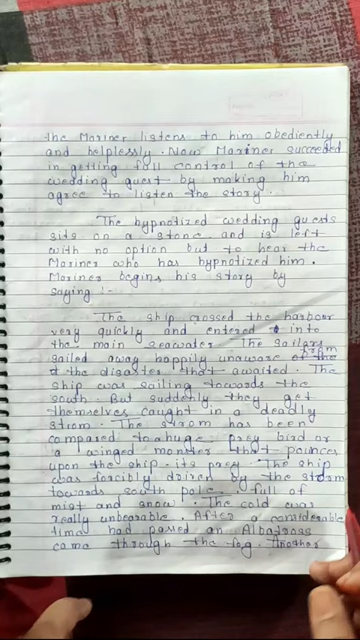 the Mariner listens to him obediently
and helplessly. Now Mariner succeeded
in getting full control of the
wedding guest by making him
agree to listen the story.
The hypnotized wedding guests
sits on a stone and is left
with no option but to hear the
Mariner who has hypnotized him.
Mariner begins his story by
saying :-
The ship crossed the harbour
very quickly and entered into
the main seawater. The sailors
sailed away happily unaware of the
the disaster that awaited. The
ship was sailing towards the
south. But suddenly they get
themselves caught in a deadly
strom. The strom has been
compared to a huge prey bird or
a winged monster that pounces
upon the ship - its prey. The ship
was forcibly driven by the storm
towards south pole, full of
mist and snow. The cold was
really unbearable. After a considerable
time had passed an Albatross
came through the fog. Another